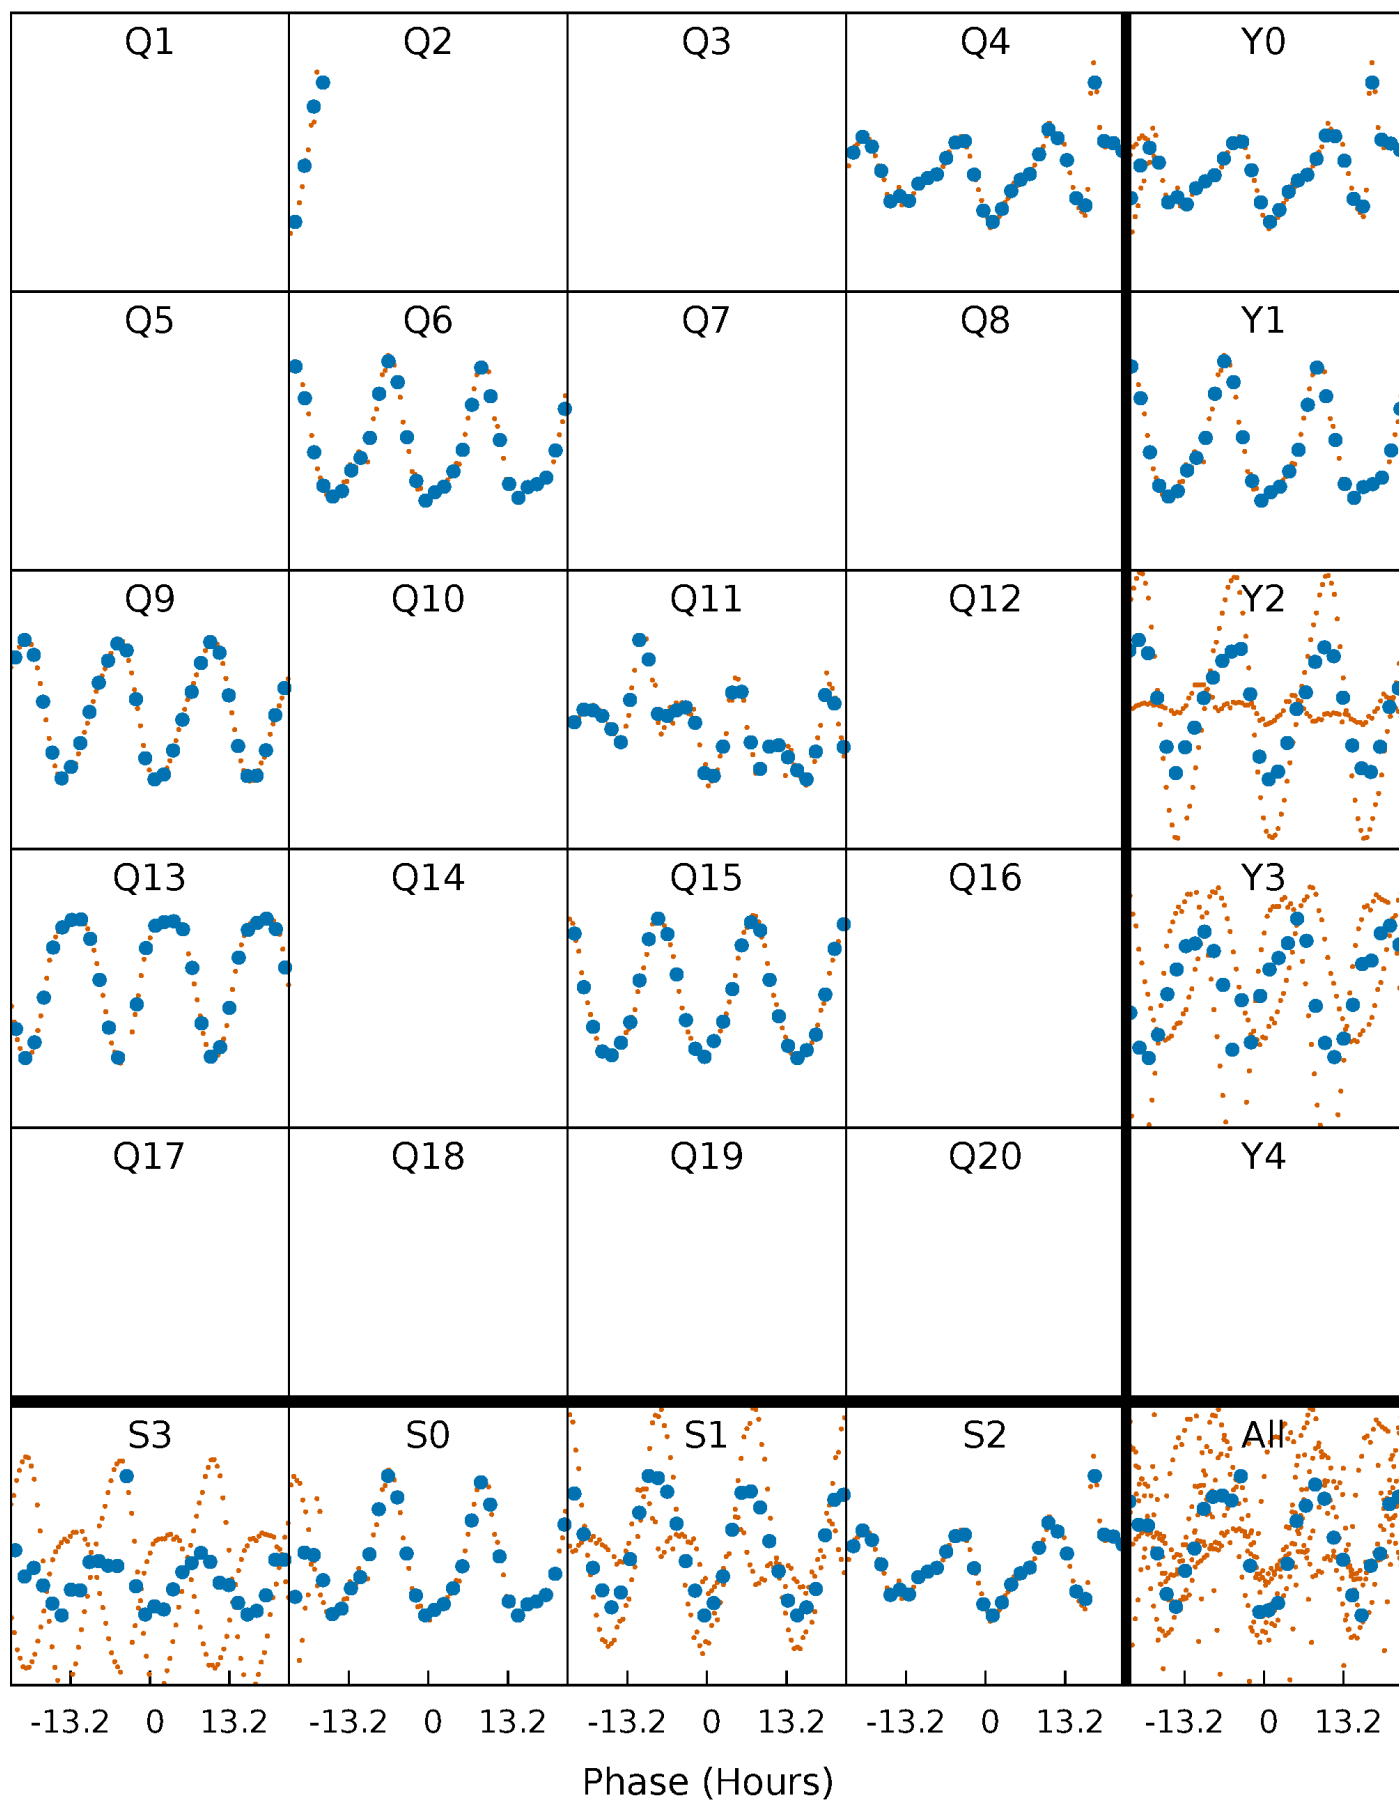 Q1 Q2 Q3 Q4 Y0
Q5 Q6 Q7 Q8 Y1
Q9 Q10 Q11 Q12 Y2
Q13 Q14 Q15 Q16 Y3
Q17 Q18 Q19 Q20 Y4
S3 S0 S1 S2 All
-13.2 0 13.2 -13.2 0 13.2 -13.2 0 13.2 -13.2 0 13.2 -13.2 0 13.2
Phase (Hours)